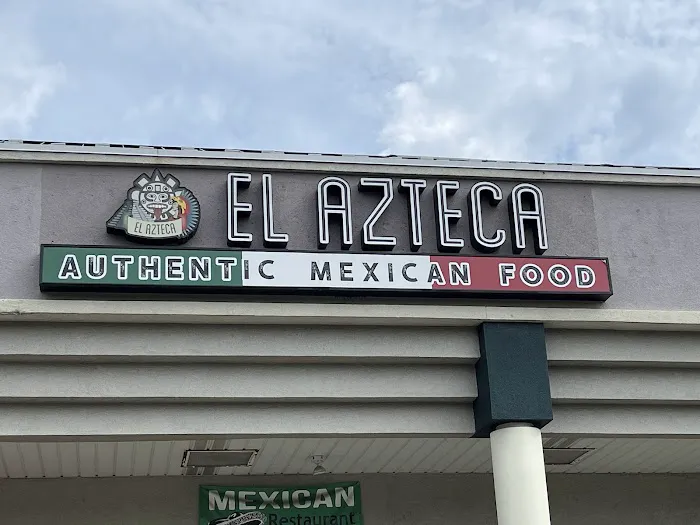 EL AZTECA
EL AZTECA
AUTHENTIC MEXICAN FOOD
MEXICAN
Restaurant